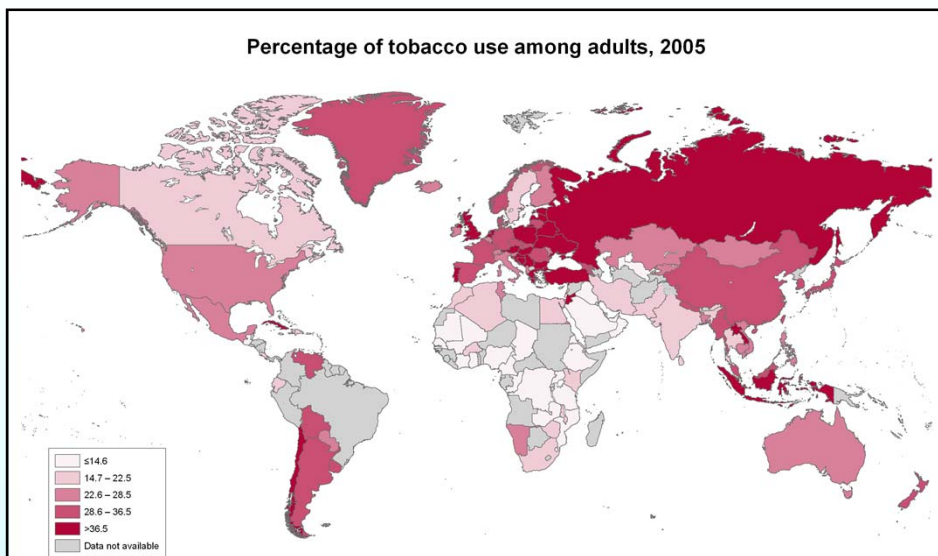 Percentage of tobacco use among adults, 2005
≤14.6
14.7 – 22.5
22.6 – 28.5
28.6 – 36.5
>36.5
Data not available